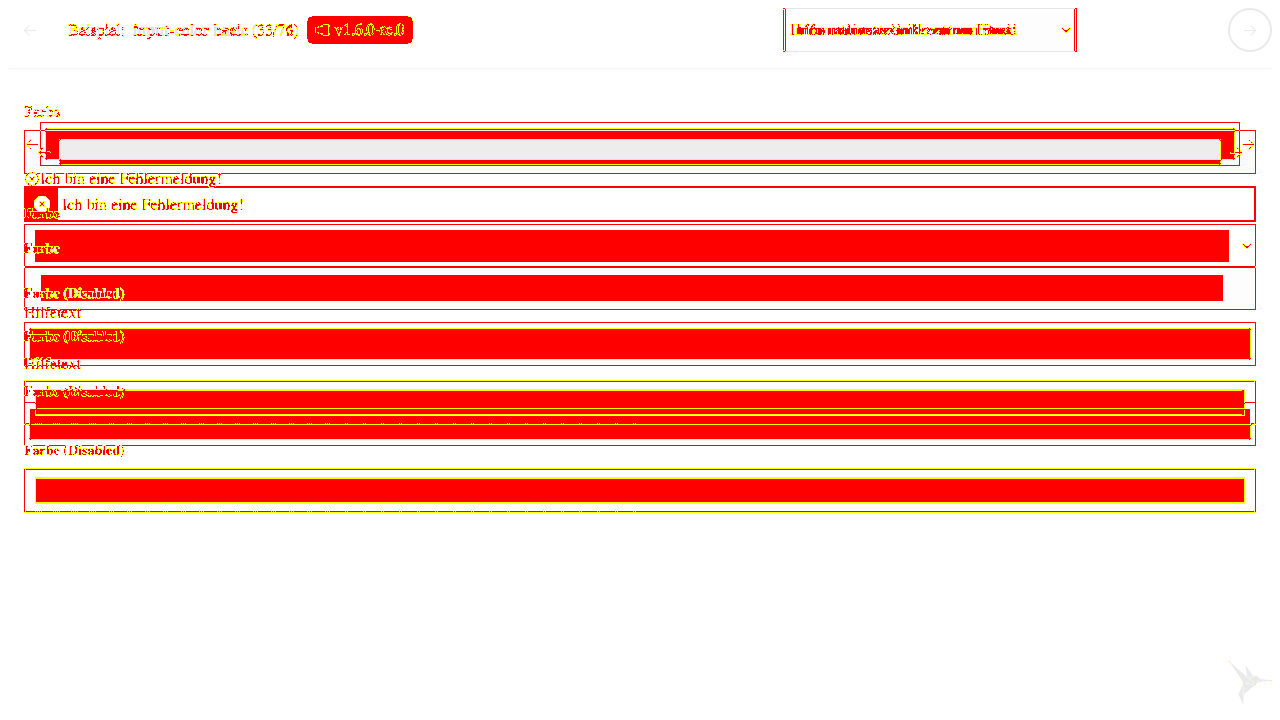 Beispiel: input-color basic (33/76) v1.6.0-rc.0
Farbe
Ich bin eine Fehlermeldung!
Ich bin eine Fehlermeldung!
Farbe
Farbe
Farbe (Disabled)
Hilfetext
Farbe (Disabled)
Hilfetext
Farbe (Disabled)
Farbe (Disabled)